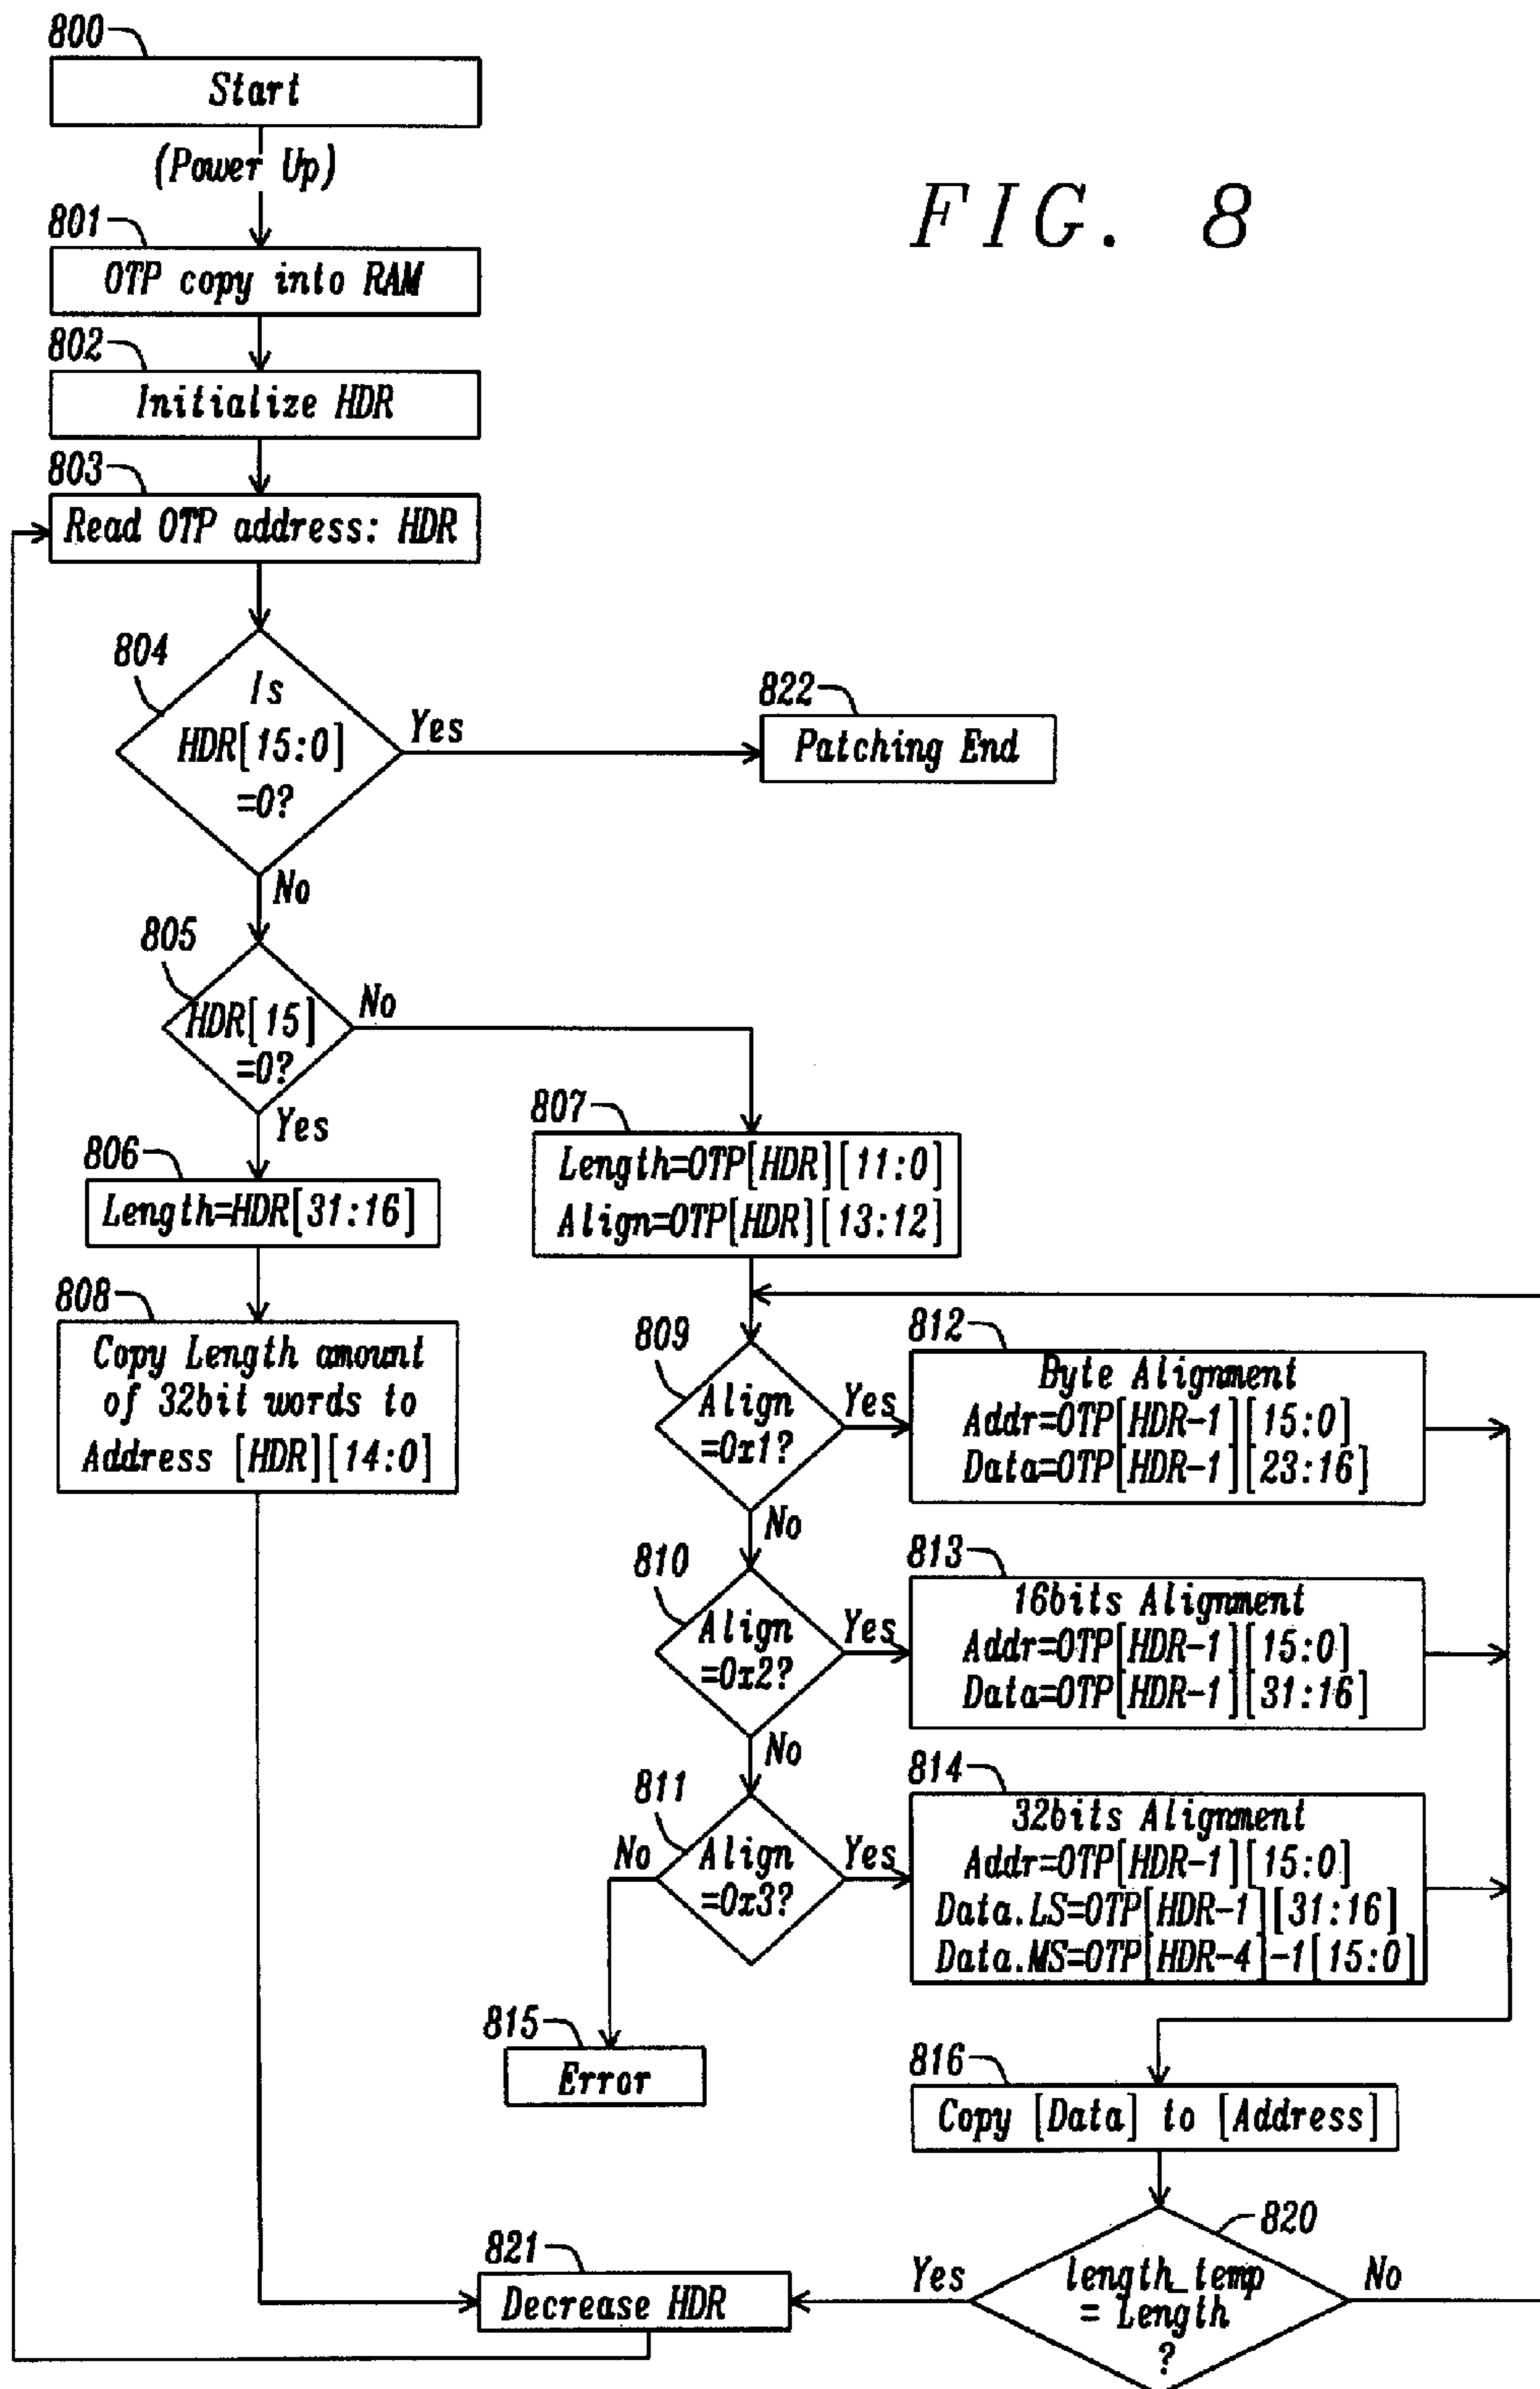 FIG. 8
800
Start
(Power Up)
801
OTP copy into RAM
802
Initialize HDR
803
Read OTP address: HDR
804
Is
HDR[15:0]
=0?
Yes
822
Patching End
No
805
HDR[15]
=0?
No
Yes
806
Length=HDR[31:16]
807
Length=OTP[HDR][11:0]
Align=OTP[HDR][13:12]
808
Copy Length amount
of 32bit words to
Address [HDR][14:0]
809
Align
=0x1?
Yes
812
Byte Alignment
Addr=OTP[HDR-1][15:0]
Data=OTP[HDR-1][23:16]
No
810
Align
=0x2?
Yes
813
16bits Alignment
Addr=OTP[HDR-1][15:0]
Data=OTP[HDR-1][31:16]
No
811
Align
=0x3?
No
Yes
814
32bits Alignment
Addr=OTP[HDR-1][15:0]
Data.LS=OTP[HDR-1][31:16]
Data.MS=OTP[HDR-4]-1[15:0]
815
Error
816
Copy [Data] to [Address]
820
length_temp
= Length
?
Yes
No
821
Decrease HDR